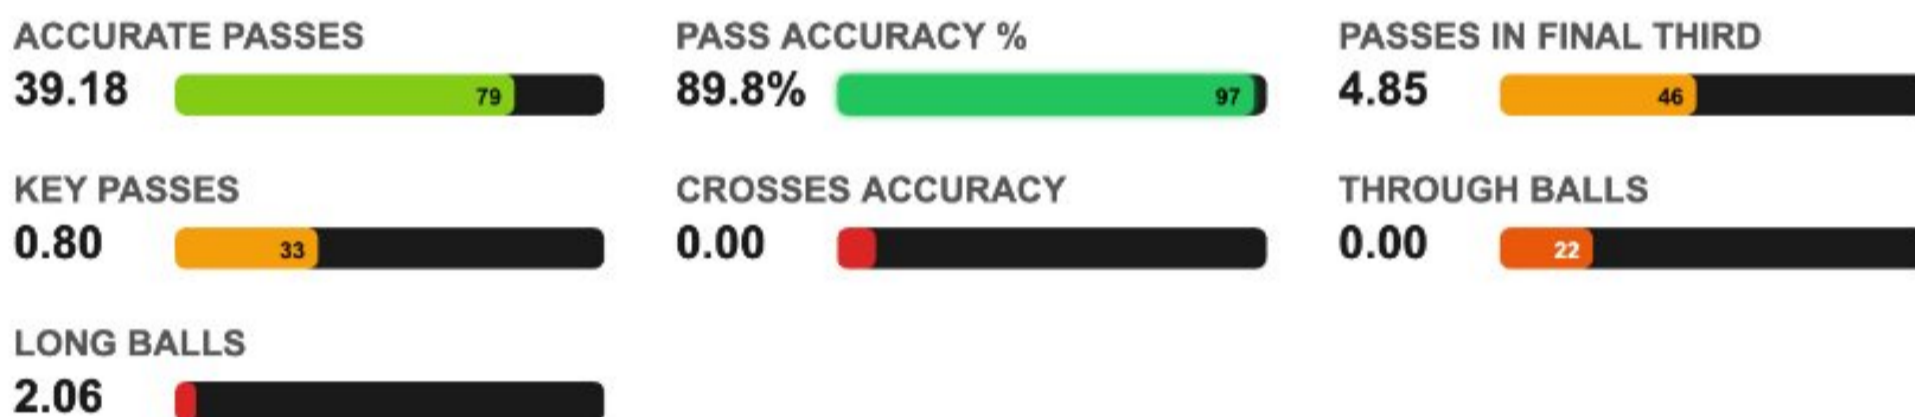 ACCURATE PASSES
39.18 79
PASS ACCURACY %
89.8% 97
PASSES IN FINAL THIRD
4.85 46
KEY PASSES
0.80 33
CROSSES ACCURACY
0.00
THROUGH BALLS
0.00 22
LONG BALLS
2.06